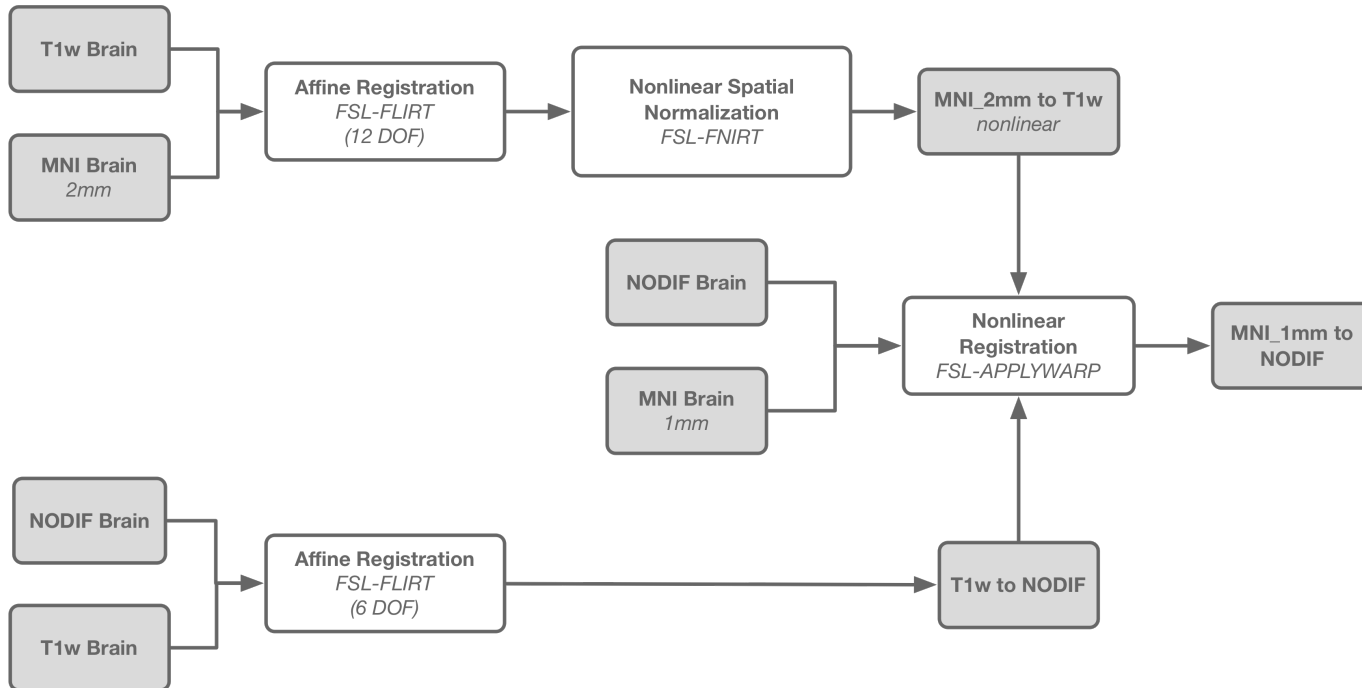 T1w Brain
MNI Brain
2mm
Affine Registration
FSL-FLIRT
(12 DOF)
Nonlinear Spatial
Normalization
FSL-FNIRT
MNI_2mm to T1w
nonlinear
NODIF Brain
MNI Brain
1mm
Nonlinear
Registration
FSL-APPLYWARP
MNI_1mm to
NODIF
NODIF Brain
T1w Brain
Affine Registration
FSL-FLIRT
(6 DOF)
T1w to NODIF